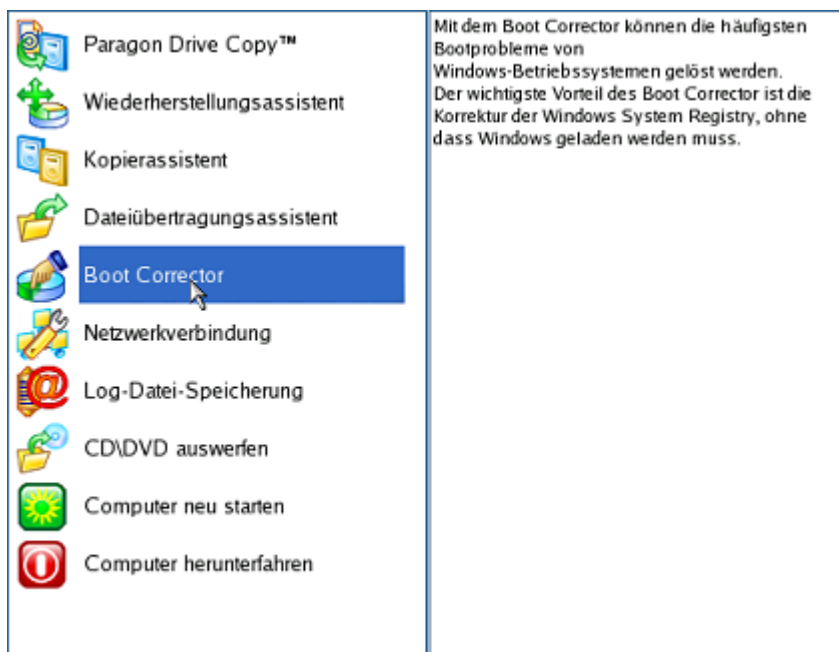 Paragon Drive Copy™
Wiederherstellungsassistent
Kopierassistent
Dateiübertragungsassistent
Boot Corrector
Netzwerkverbindung
Log-Datei-Speicherung
CD\DVD auswerfen
Computer neu starten
Computer herunterfahren
Mit dem Boot Corrector können die häufigsten
Bootprobleme von
Windows-Betriebssystemen gelöst werden.
Der wichtigste Vorteil des Boot Corrector ist die
Korrektur der Windows System Registry, ohne
dass Windows geladen werden muss.